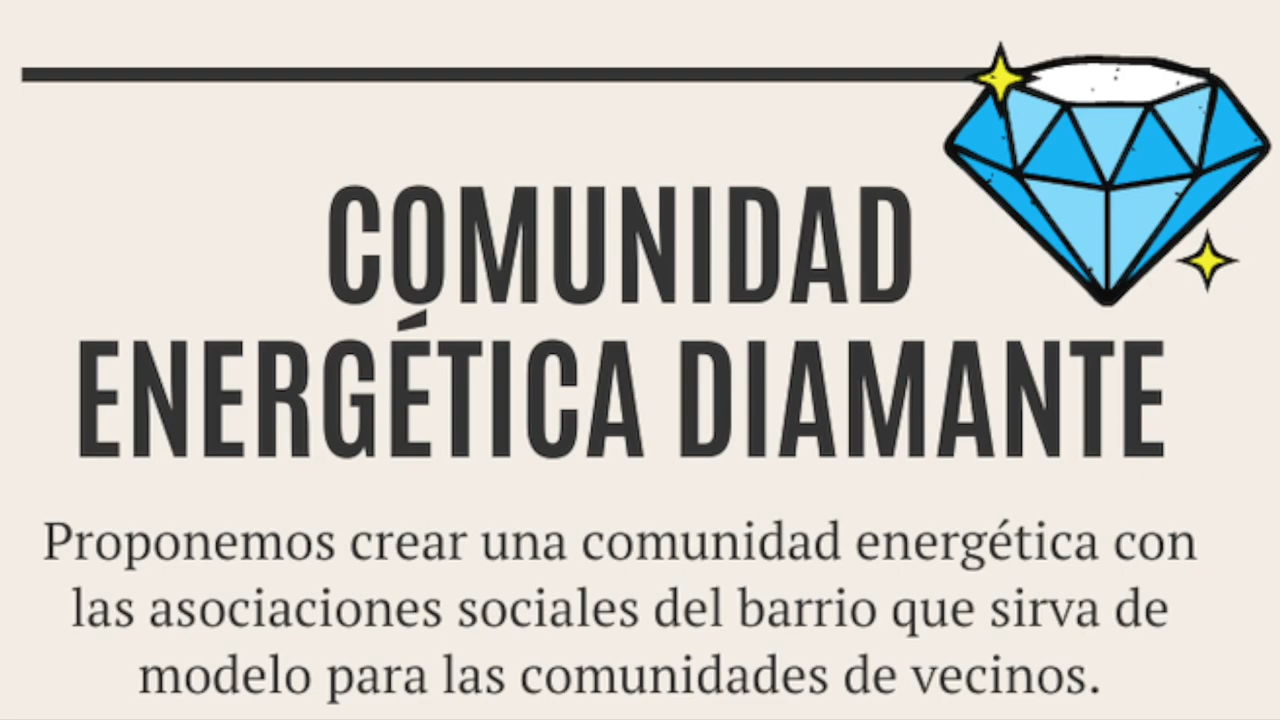 COMUNIDAD
ENERGÉTICA DIAMANTE
Proponemos crear una comunidad energética con
las asociaciones sociales del barrio que sirva de
modelo para las comunidades de vecinos.